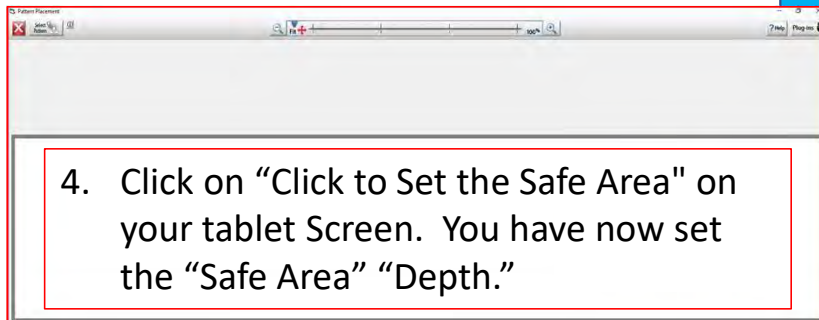 Pattern Placement
Select Pattern Fit 100% ? Help Plug-ins
4. Click on “Click to Set the Safe Area" on
your tablet Screen. You have now set
the “Safe Area” “Depth.”